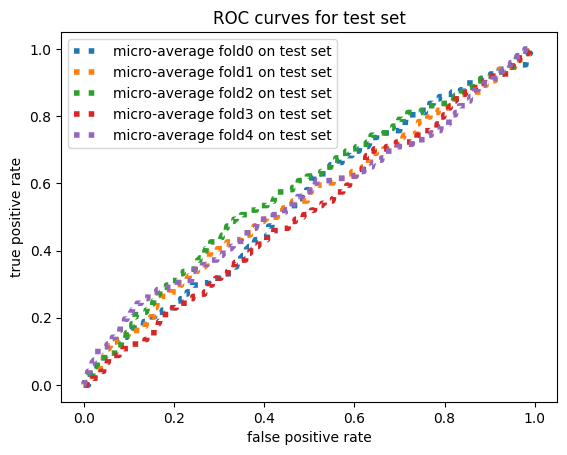 ROC curves for test set
micro-average fold0 on test set
micro-average fold1 on test set
micro-average fold2 on test set
micro-average fold3 on test set
micro-average fold4 on test set
true positive rate
1.0
0.8
0.6
0.4
0.2
0.0
0.0 0.2 0.4 0.6 0.8 1.0
false positive rate